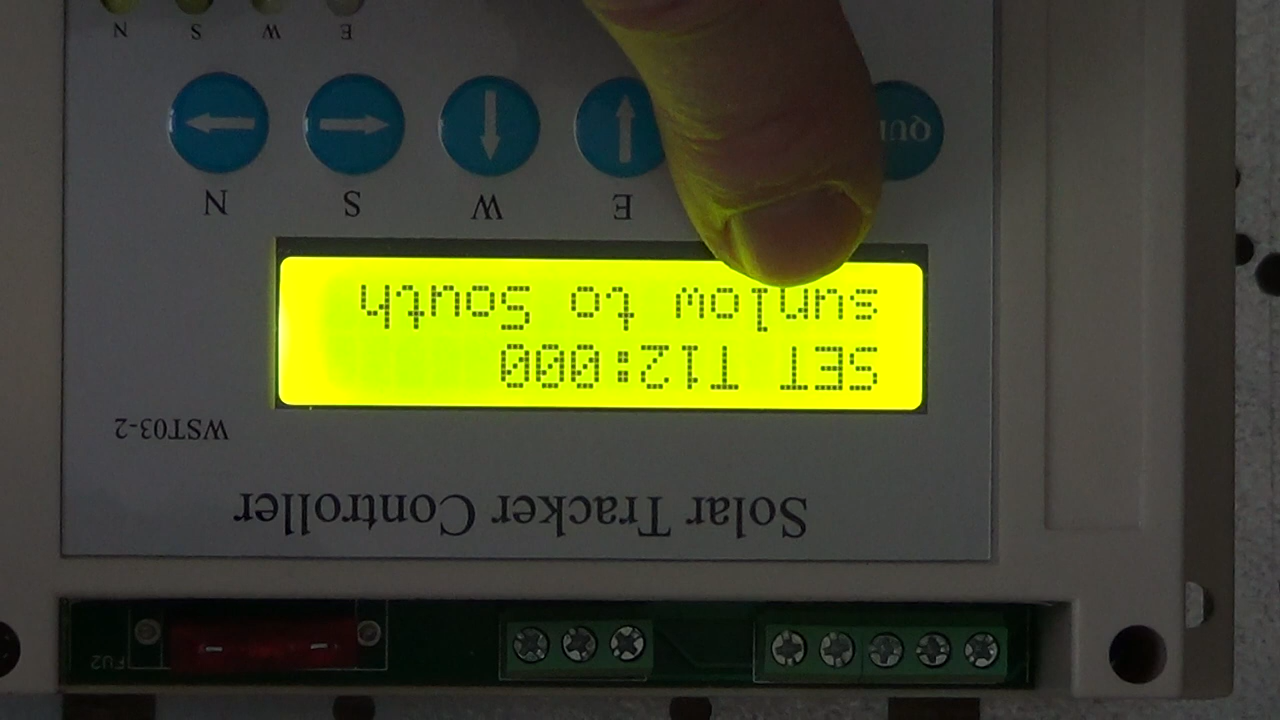 FU2
Solar Tracker Controller
WST03-2
SET T12:000
sunlow to South
E W S N
E W S N